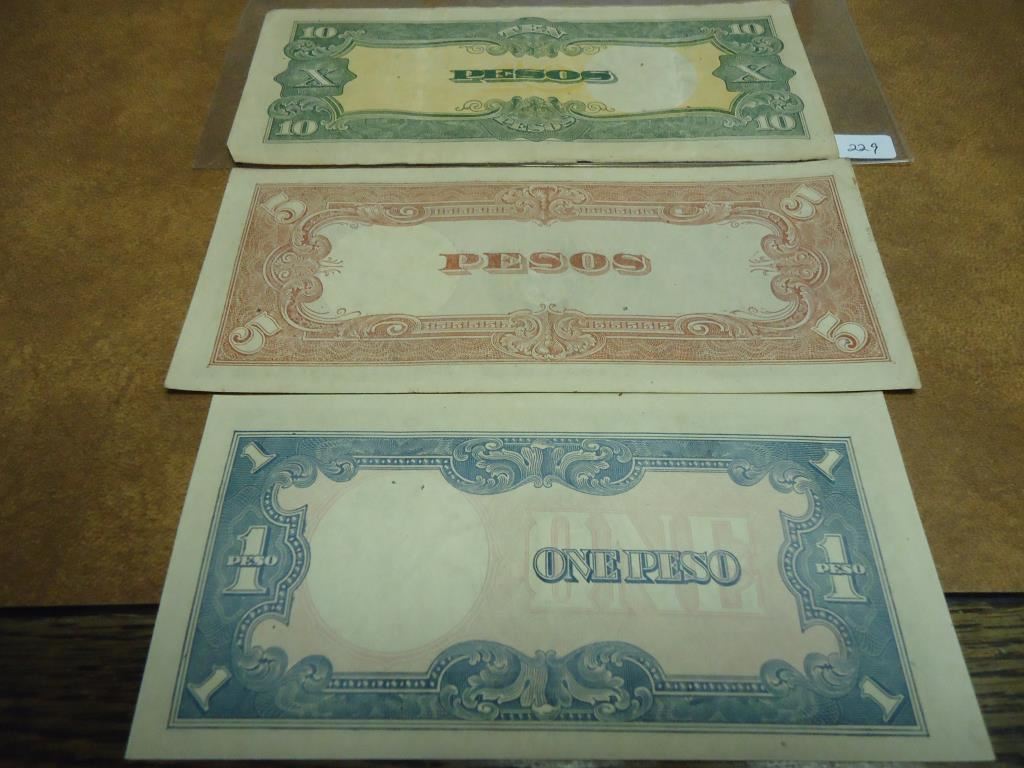 10 TEN 10
X PESOS X
10 PESOS 10
229
5 5
PESOS
5 5
1 1
ONE
1 PESO ONE PESO 1 PESO
1 1